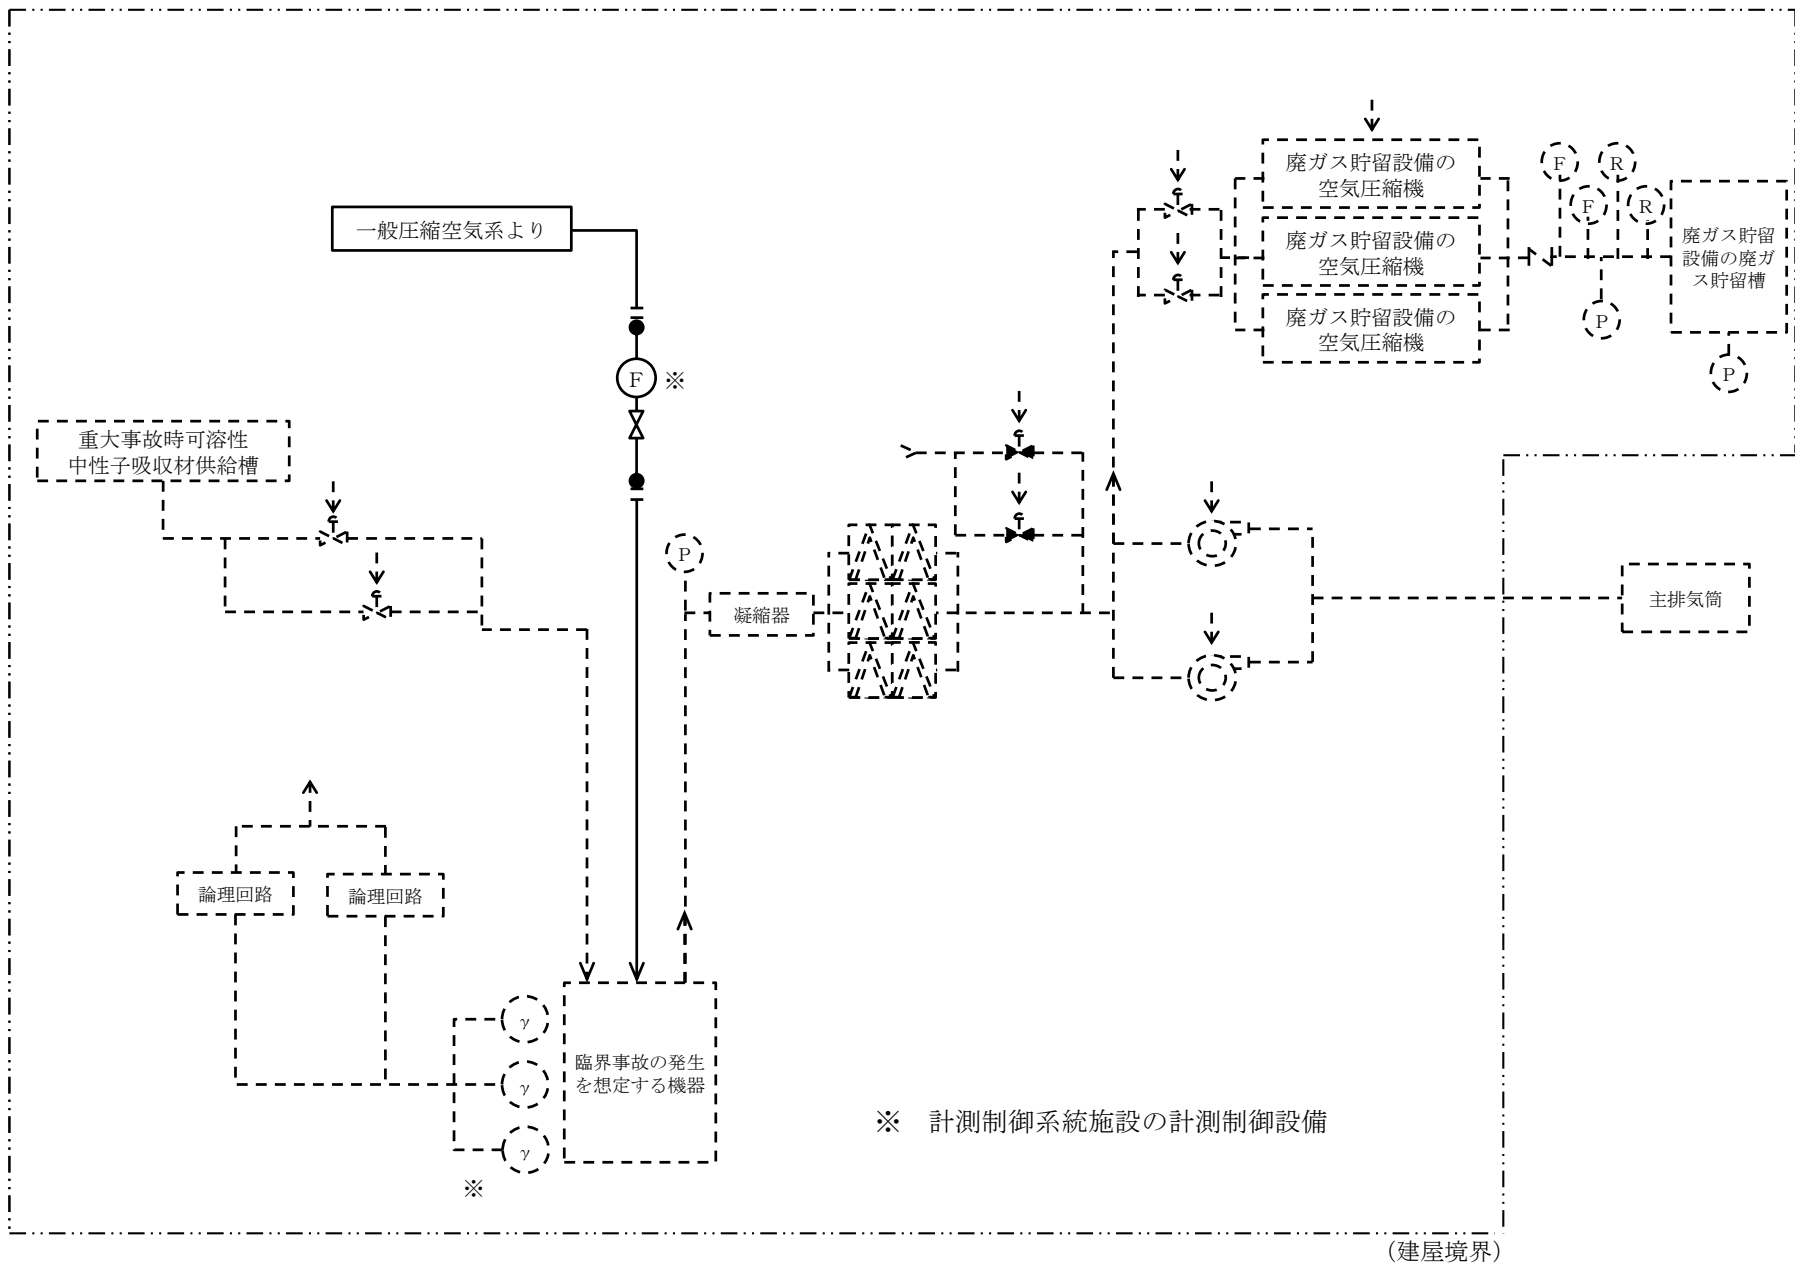 廃ガス貯留設備の
空気圧縮機
廃ガス貯留設備の
空気圧縮機
廃ガス貯留設備の
空気圧縮機
F
R
F
R
廃ガス貯留
設備の廃ガ
ス貯留槽
P
P
一般圧縮空気系より
F
※
重大事故時可溶性
中性子吸収材供給槽
P
凝縮器
主排気筒
論理回路
論理回路
γ
γ
γ
※
臨界事故の発生
を想定する機器
※ 計測制御系統施設の計測制御設備
（建屋境界）